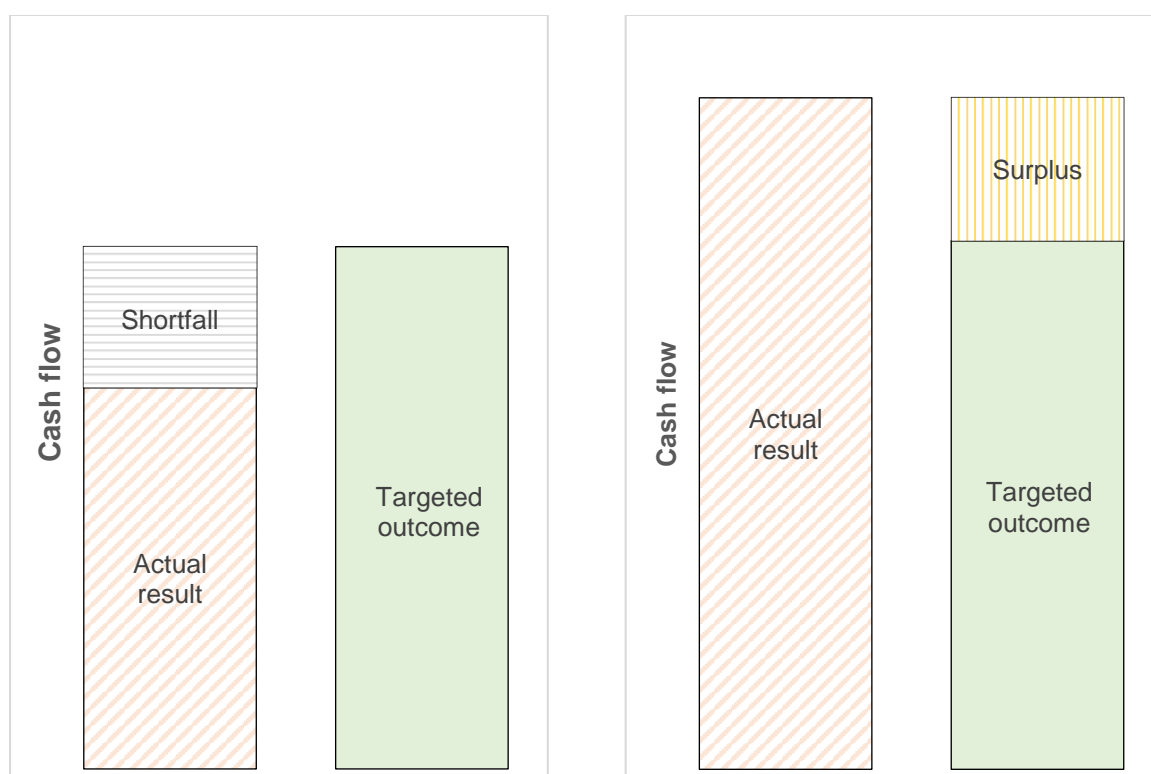 Cash flow
Shortfall
Actual
result
Targeted
outcome
Cash flow
Actual
result
Surplus
Targeted
outcome